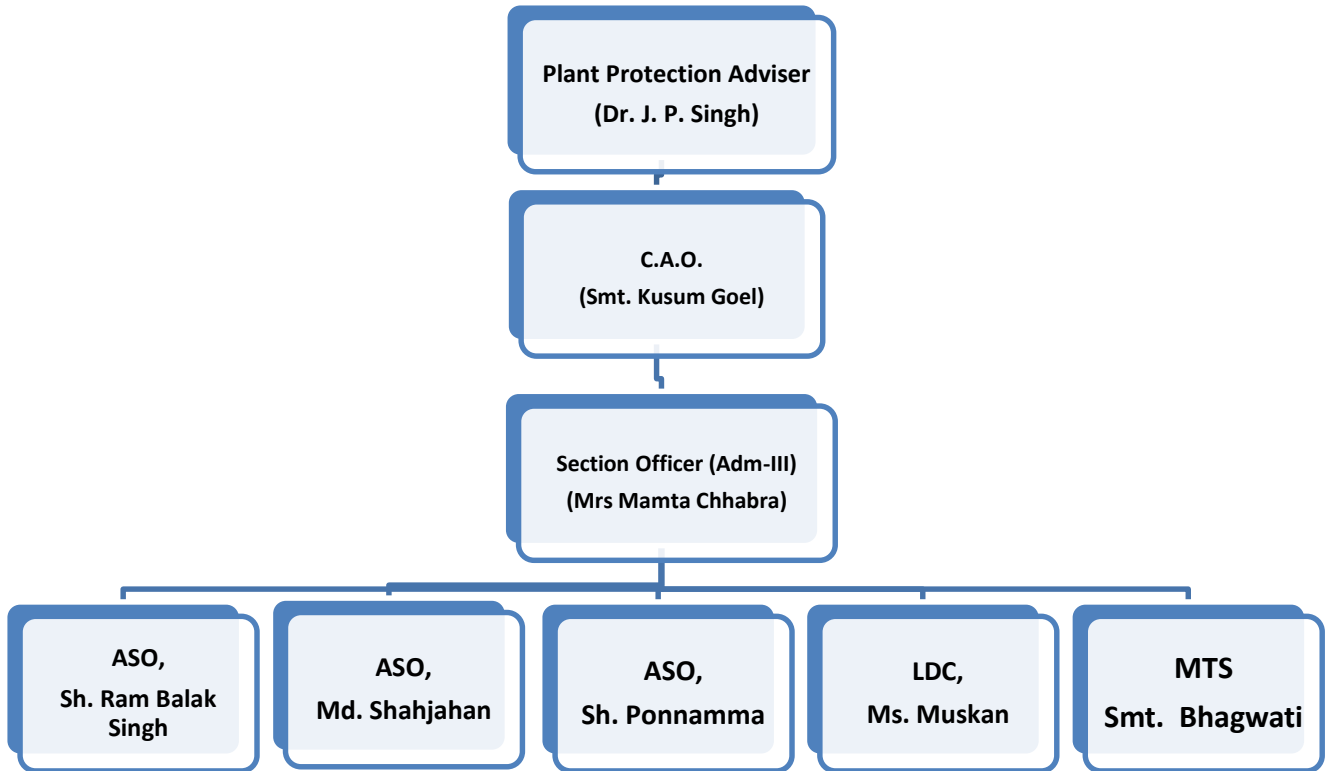 Plant Protection Adviser
(Dr. J. P. Singh)
C.A.O.
(Smt. Kusum Goel)
Section Officer (Adm-III)
(Mrs Mamta Chhabra)
ASO,
Sh. Ram Balak
Singh
ASO,
Md. Shahjahan
ASO,
Sh. Ponnamma
LDC,
Ms. Muskan
MTS
Smt. Bhagwati